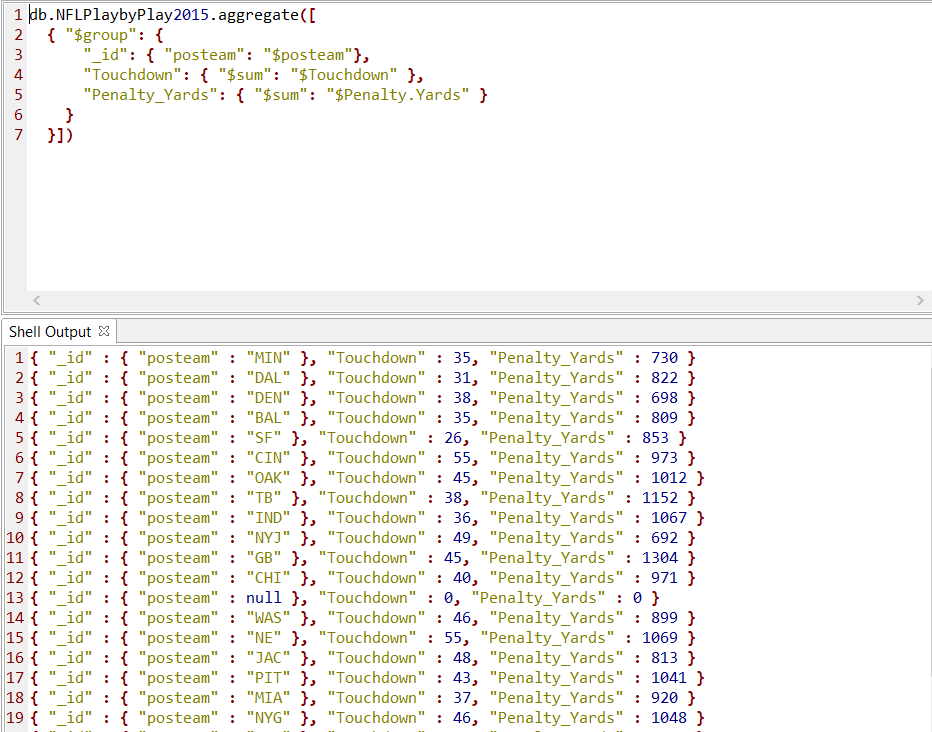 1 db.NFLPlaybyPlay2015.aggregate([
2 { "$group": {
3 "_id": { "posteam": "$posteam"},
4 "Touchdown": { "$sum": "$Touchdown" },
5 "Penalty_Yards": { "$sum": "$Penalty.Yards" }
6 }
7 }])
Shell Output
1 { "_id" : { "posteam" : "MIN" }, "Touchdown" : 35, "Penalty_Yards" : 730 }
2 { "_id" : { "posteam" : "DAL" }, "Touchdown" : 31, "Penalty_Yards" : 822 }
3 { "_id" : { "posteam" : "DEN" }, "Touchdown" : 38, "Penalty_Yards" : 698 }
4 { "_id" : { "posteam" : "BAL" }, "Touchdown" : 35, "Penalty_Yards" : 809 }
5 { "_id" : { "posteam" : "SF" }, "Touchdown" : 26, "Penalty_Yards" : 853 }
6 { "_id" : { "posteam" : "CIN" }, "Touchdown" : 55, "Penalty_Yards" : 973 }
7 { "_id" : { "posteam" : "OAK" }, "Touchdown" : 45, "Penalty_Yards" : 1012 }
8 { "_id" : { "posteam" : "TB" }, "Touchdown" : 38, "Penalty_Yards" : 1152 }
9 { "_id" : { "posteam" : "IND" }, "Touchdown" : 36, "Penalty_Yards" : 1067 }
10 { "_id" : { "posteam" : "NYJ" }, "Touchdown" : 49, "Penalty_Yards" : 692 }
11 { "_id" : { "posteam" : "GB" }, "Touchdown" : 45, "Penalty_Yards" : 1304 }
12 { "_id" : { "posteam" : "CHI" }, "Touchdown" : 40, "Penalty_Yards" : 971 }
13 { "_id" : { "posteam" : null }, "Touchdown" : 0, "Penalty_Yards" : 0 }
14 { "_id" : { "posteam" : "WAS" }, "Touchdown" : 46, "Penalty_Yards" : 899 }
15 { "_id" : { "posteam" : "NE" }, "Touchdown" : 55, "Penalty_Yards" : 1069 }
16 { "_id" : { "posteam" : "JAC" }, "Touchdown" : 48, "Penalty_Yards" : 813 }
17 { "_id" : { "posteam" : "PIT" }, "Touchdown" : 43, "Penalty_Yards" : 1041 }
18 { "_id" : { "posteam" : "MIA" }, "Touchdown" : 37, "Penalty_Yards" : 920 }
19 { "_id" : { "posteam" : "NYG" }, "Touchdown" : 46, "Penalty_Yards" : 1048 }